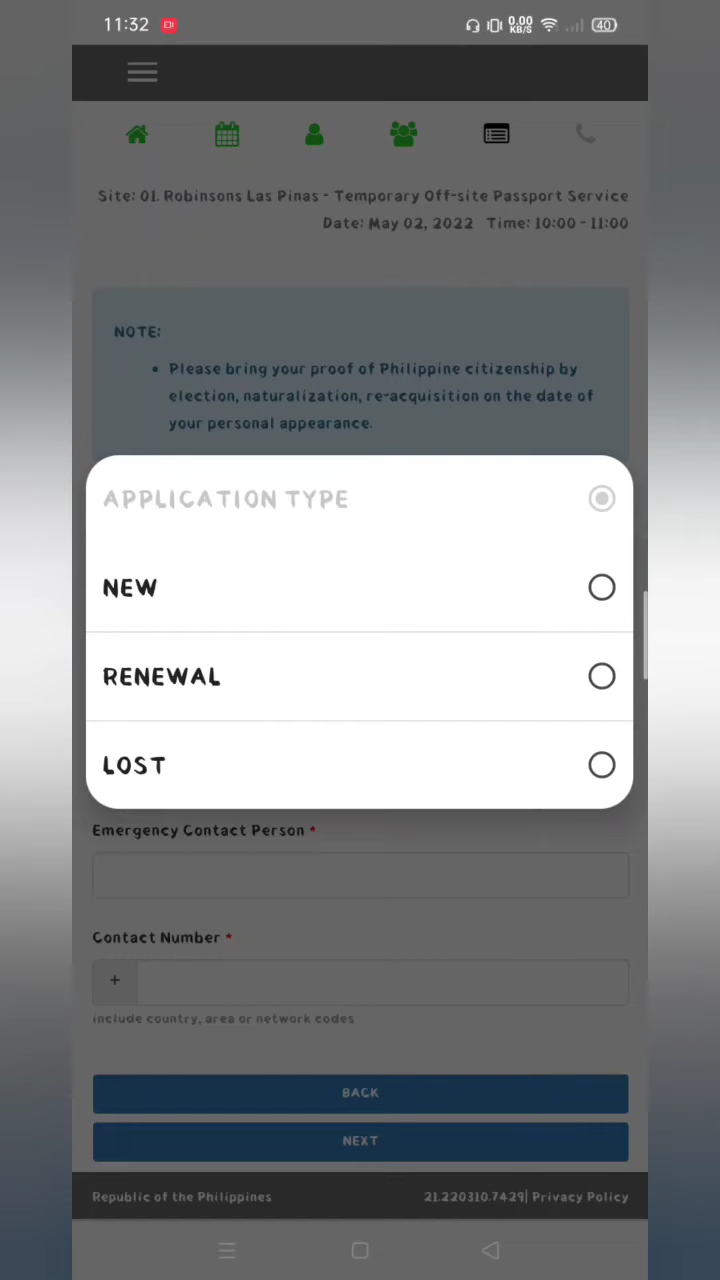 11:32
0.00
KB/S
40
Site: 01. Robinsons Las Pinas - Temporary Off-site Passport Service
Date: May 02, 2022 Time: 10:00 - 11:00
NOTE:
• Please bring your proof of Philippine citizenship by
election, naturalization, re-acquisition on the date of
your personal appearance.
APPLICATION TYPE
NEW
RENEWAL
LOST
Emergency Contact Person *
Contact Number *
+
include country, area or network codes
BACK
NEXT
Republic of the Philippines
21.220310.7429| Privacy Policy